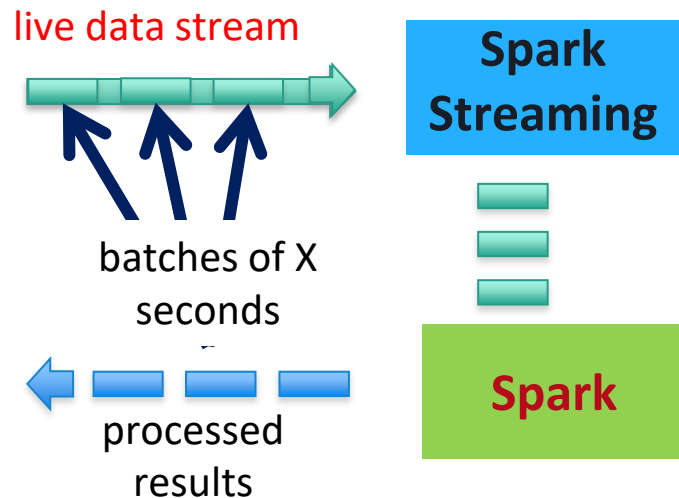 live data stream
Spark
Streaming
batches of X
seconds
Spark
processed
results